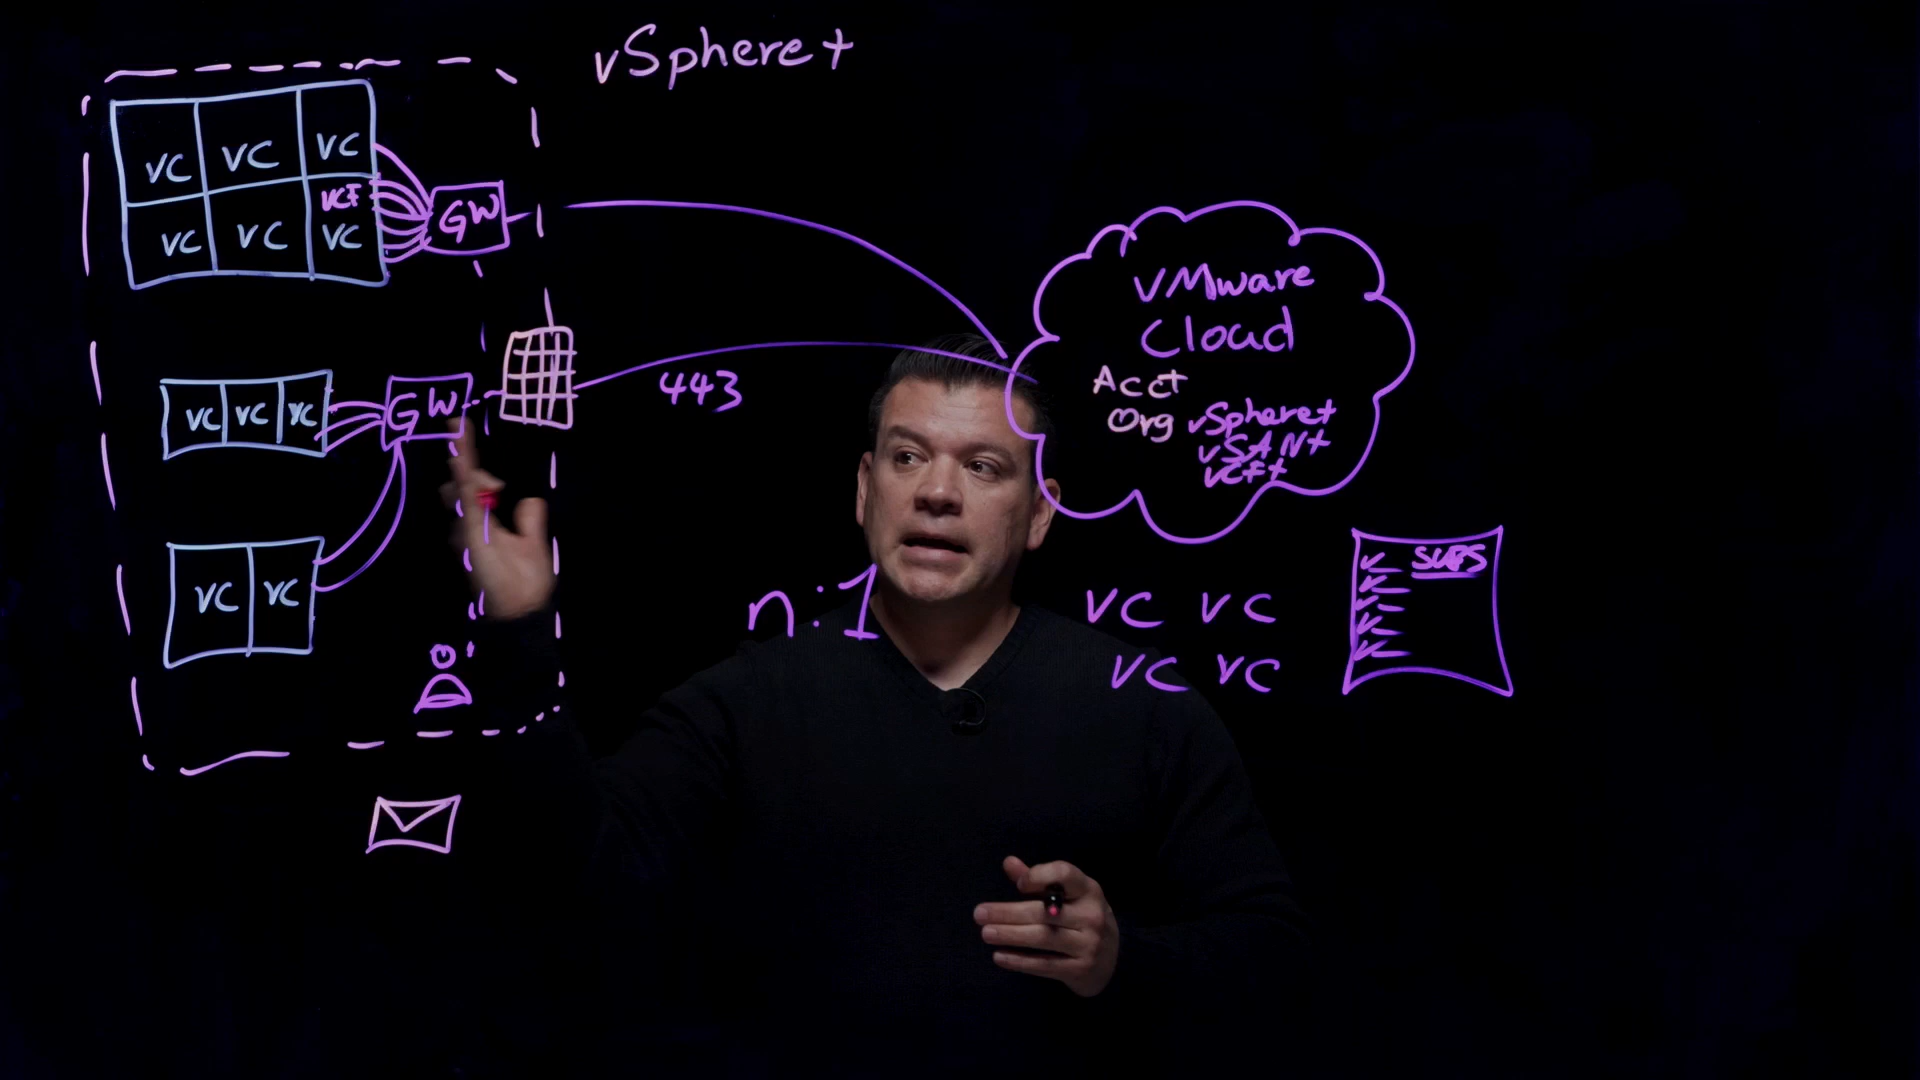 vSphere+
VC VC VC
VCF
VC VC VC
GW
VC VC VC
GW
443
VC VC
VMware
Cloud
Acct
Org
vSphere+
vSAN+
VCF+
n:1
VC VC
VC VC
SUBS